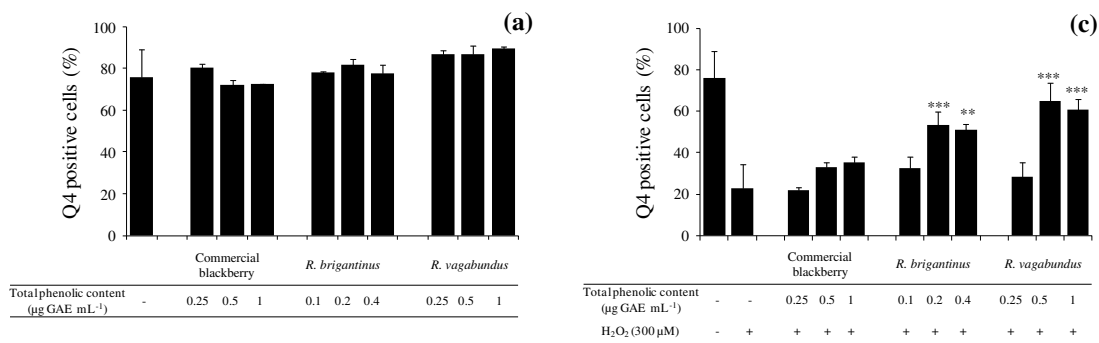 (a)
100
80
60
40
20
0
Q4 positive cells (%)
Commercial
blackberry
R. brigantinus
R. vagabundus
Total phenolic content
(µg GAE mL-1)
- 0.25 0.5 1 0.1 0.2 0.4 0.25 0.5 1
(c)
100
80
60
40
20
0
Q4 positive cells (%)
*** ** *** ***
Commercial
blackberry
R. brigantinus
R. vagabundus
Total phenolic content
(µg GAE mL-1)
- - 0.25 0.5 1 0.1 0.2 0.4 0.25 0.5 1
H2O2 (300 µM) - + + + + + + + + + +